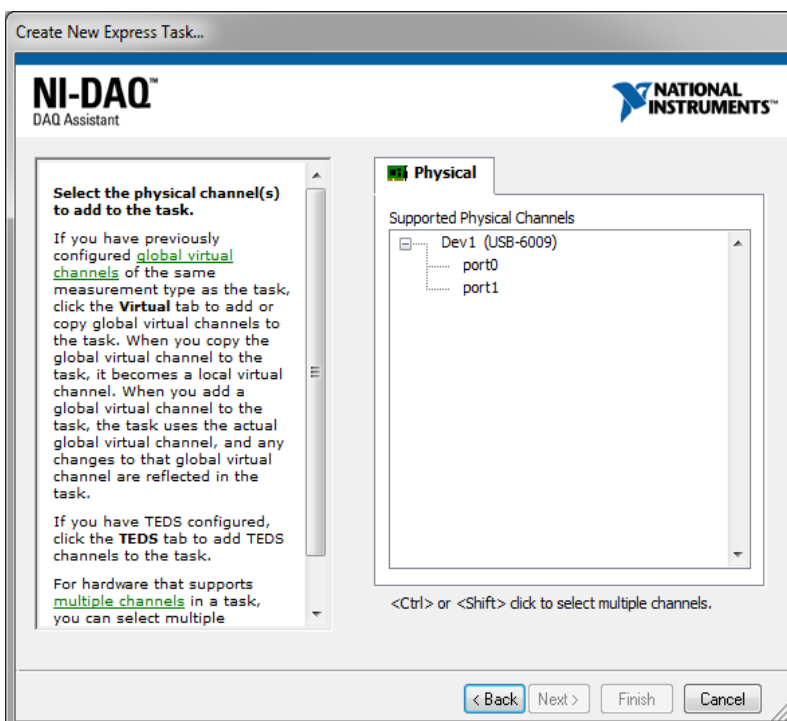 Create New Express Task...
NI-DAQ™
DAQ Assistant
NATIONAL
INSTRUMENTS™
Select the physical channel(s)
to add to the task.
If you have previously
configured global virtual
channels of the same
measurement type as the task,
click the Virtual tab to add or
copy global virtual channels to
the task. When you copy the
global virtual channel to the
task, it becomes a local virtual
channel. When you add a
global virtual channel to the
task, the task uses the actual
global virtual channel, and any
changes to that global virtual
channel are reflected in the
task.
If you have TEDS configured,
click the TEDS tab to add TEDS
channels to the task.
For hardware that supports
multiple channels in a task,
you can select multiple
Physical
Supported Physical Channels
Dev1 (USB-6009)
port0
port1
<Ctrl> or <Shift> click to select multiple channels.
< Back Next > Finish Cancel